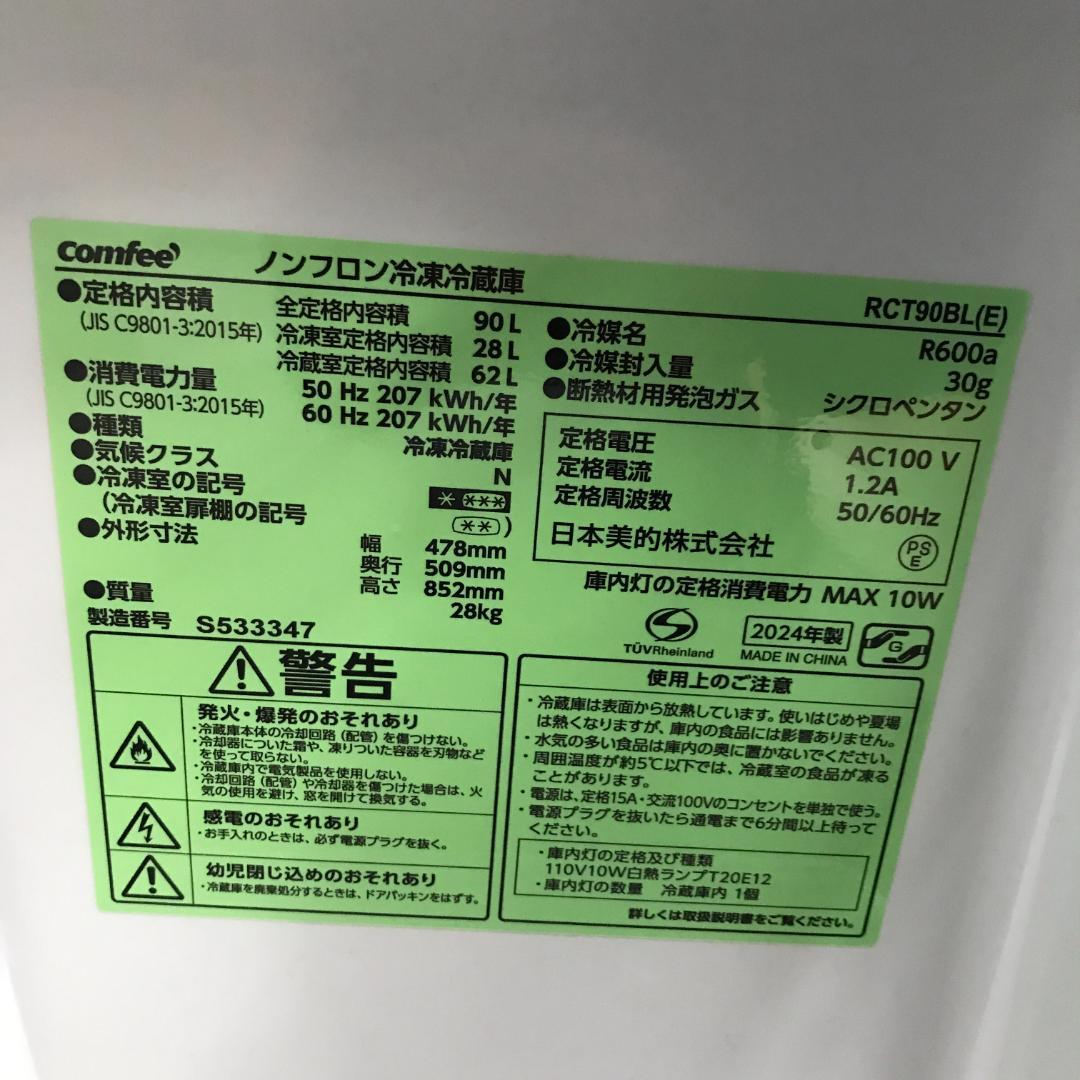 comfee'
ノンフロン冷凍冷蔵庫
RCT90BL(E)
●定格内容積
(JIS C9801-3:2015年)
全定格内容積 90 L
冷凍室定格内容積 28 L
冷蔵室定格内容積 62 L
●消費電力量
(JIS C9801-3:2015年)
50 Hz 207 kWh/年
60 Hz 207 kWh/年
●種類 冷凍冷蔵庫
●気候クラス N
●冷凍室の記号 * ***
(冷凍室扉棚の記号 ** )
●外形寸法
幅 478mm
奥行 509mm
高さ 852mm
●質量 28kg
製造番号 S533347
●冷媒名 R600a
●冷媒封入量 30g
●断熱材用発泡ガス シクロペンタン
定格電圧 AC100 V
定格電流 1.2A
定格周波数 50/60Hz
日本美的株式会社
PS
E
庫内灯の定格消費電力 MAX 10W
TÜVRheinland
2024年製
MADE IN CHINA
G
警告
発火・爆発のおそれあり
・冷蔵庫本体の冷却回路(配管)を傷つけない。
・冷却器についた霜や、凍りついた容器を刃物など
を使って取らない。
・冷蔵庫内で電気製品を使用しない。
・冷却回路(配管)や冷却器を傷つけた場合は、火
気の使用を避け、窓を開けて換気する。
感電のおそれあり
・お手入れのときは、必ず電源プラグを抜く。
幼児閉じ込めのおそれあり
・冷蔵庫を廃棄処分するときは、ドアパッキンをはずす。
使用上のご注意
・冷蔵庫は表面から放熱しています。使いはじめや夏場
は熱くなりますが、庫内の食品には影響ありません。
・水気の多い食品は庫内の奥に置かないでください。
・周囲温度が約5℃以下では、冷蔵室の食品が凍る
ことがあります。
・電源は、定格15A・交流100Vのコンセントを単独で使う。
・電源プラグを抜いたら通電まで6分間以上待って
ください。
・庫内灯の定格及び種類
110V10W白熱ランプT20E12
・庫内灯の数量 冷蔵庫内 1個
詳しくは取扱説明書をご覧ください。